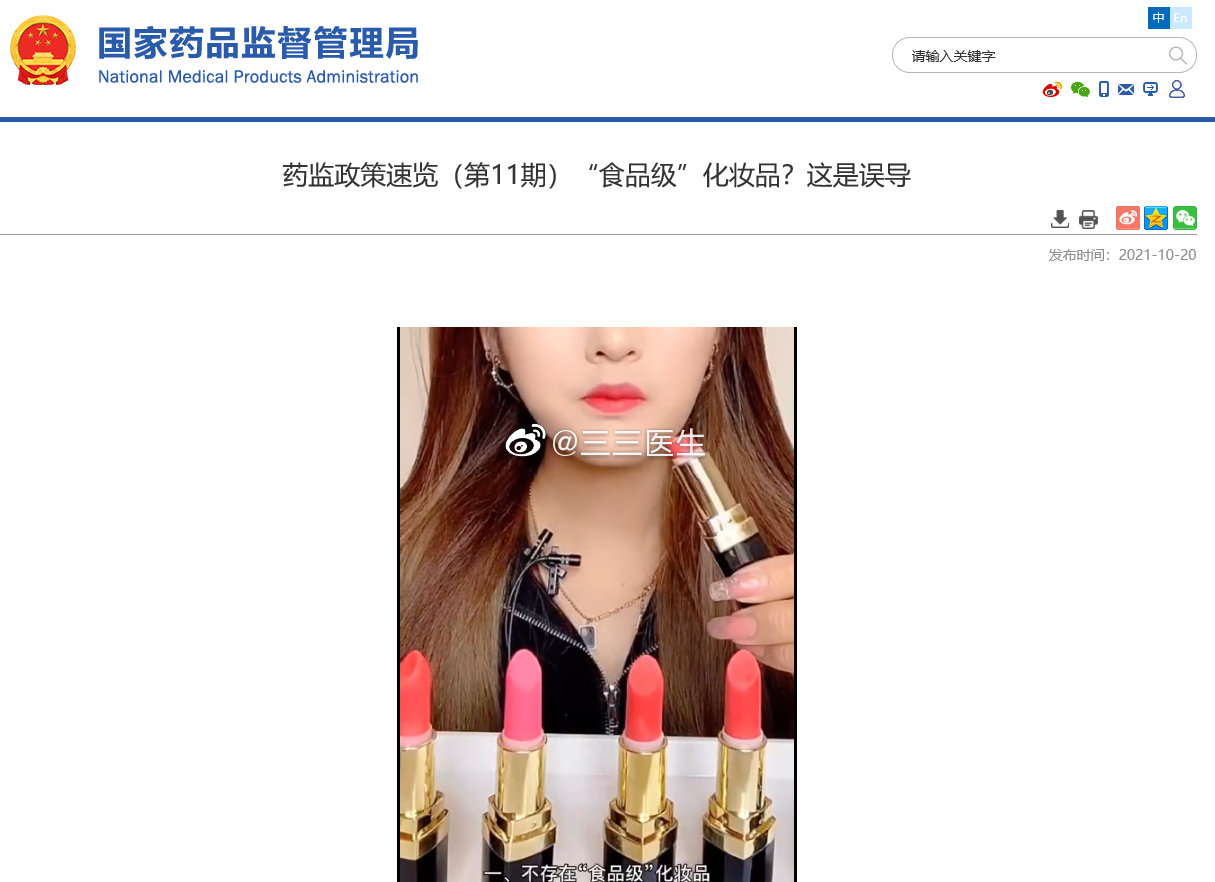 国家药品监督管理局
National Medical Products Administration
中 En
请输入关键字
药监政策速览（第11期）“食品级”化妆品？这是误导
发布时间：2021-10-20
@三三医生
一、不存在“食品级”化妆品